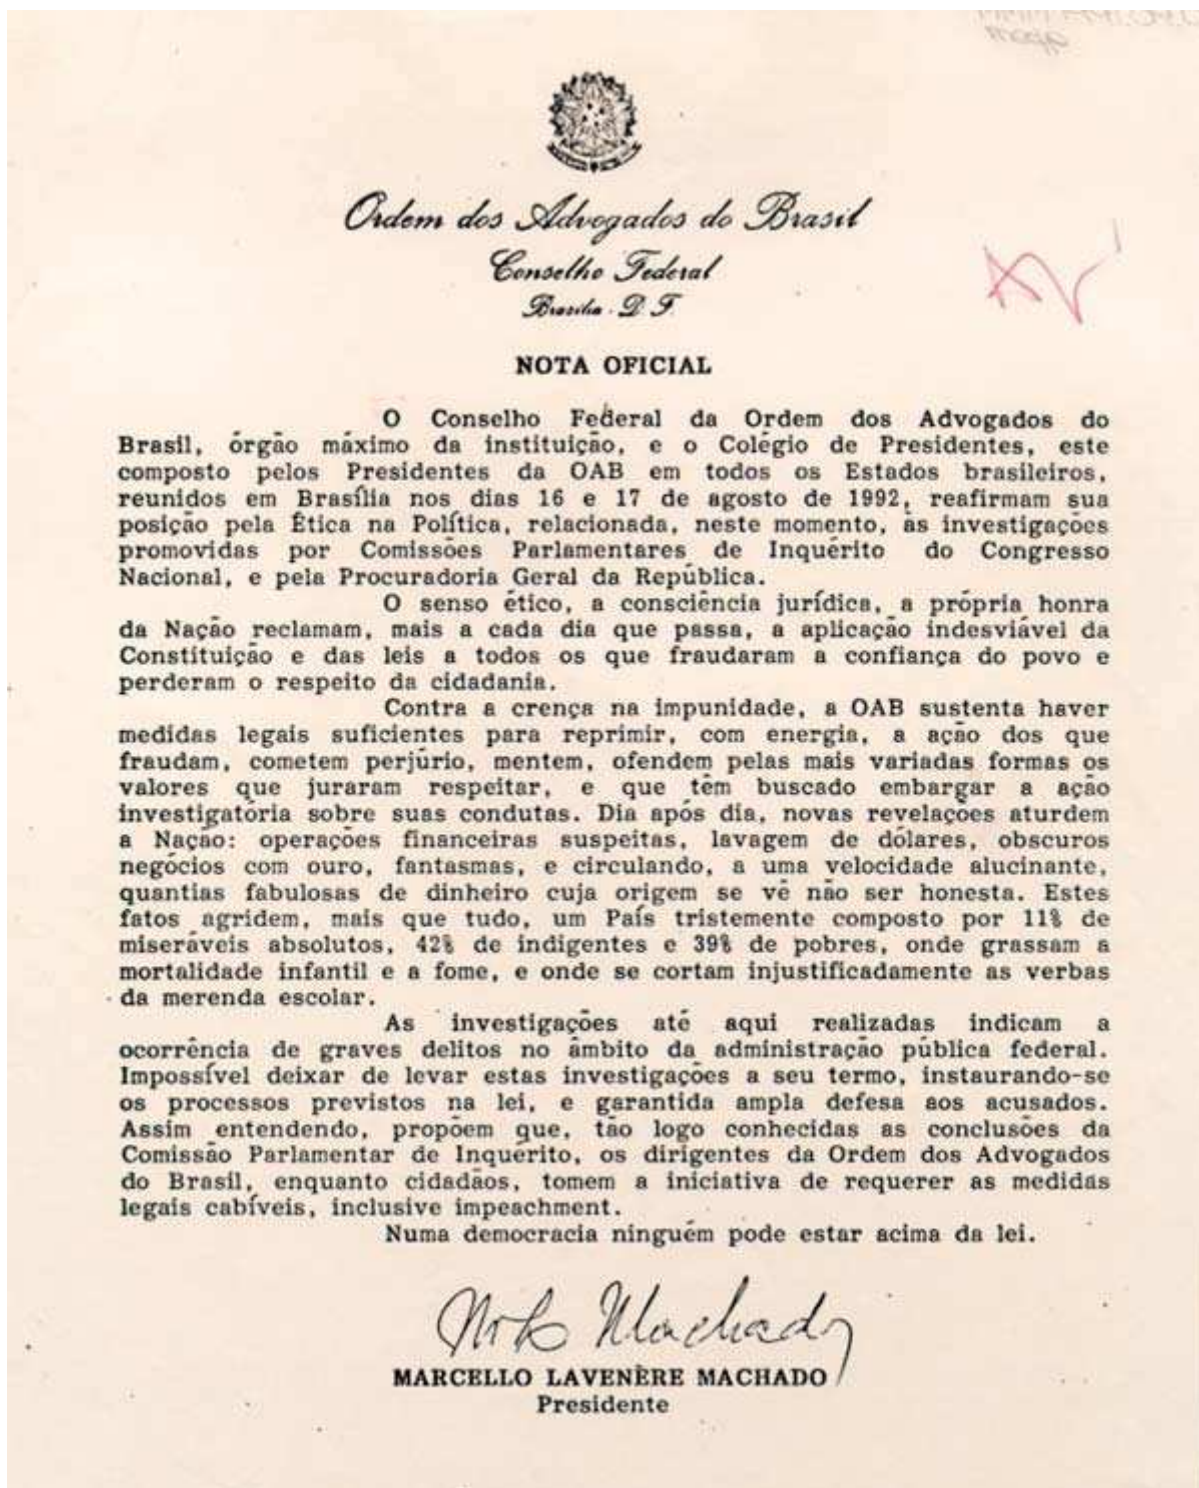 Ordem dos Advogados do Brasil
Conselho Federal
Brasília - D. F.
NOTA OFICIAL
O Conselho Federal da Ordem dos Advogados do
Brasil, órgão máximo da instituição, e o Colégio de Presidentes, este
composto pelos Presidentes da OAB em todos os Estados brasileiros,
reunidos em Brasília nos dias 16 e 17 de agosto de 1992, reafirmam sua
posição pela Ética na Política, relacionada, neste momento, às investigações
promovidas por Comissões Parlamentares de Inquérito do Congresso
Nacional, e pela Procuradoria Geral da República.
O senso ético, a consciência jurídica, a própria honra
da Nação reclamam, mais a cada dia que passa, a aplicação indesviável da
Constituição e das leis a todos os que fraudaram a confiança do povo e
perderam o respeito da cidadania.
Contra a crença na impunidade, a OAB sustenta haver
medidas legais suficientes para reprimir, com energia, a ação dos que
fraudam, cometem perjúrio, mentem, ofendem pelas mais variadas formas os
valores que juraram respeitar, e que têm buscado embargar a ação
investigatória sobre suas condutas. Dia após dia, novas revelações aturdem
a Nação: operações financeiras suspeitas, lavagem de dólares, obscuros
negócios com ouro, fantasmas, e circulando, a uma velocidade alucinante,
quantias fabulosas de dinheiro cuja origem se vê não ser honesta. Estes
fatos agridem, mais que tudo, um País tristemente composto por 11% de
miseráveis absolutos, 42% de indigentes e 39% de pobres, onde grassam a
mortalidade infantil e a fome, e onde se cortam injustificadamente as verbas
da merenda escolar.
As investigações até aqui realizadas indicam a
ocorrência de graves delitos no âmbito da administração pública federal.
Impossível deixar de levar estas investigações a seu termo, instaurando-se
os processos previstos na lei, e garantida ampla defesa aos acusados.
Assim entendendo, propõem que, tão logo conhecidas as conclusões da
Comissão Parlamentar de Inquérito, os dirigentes da Ordem dos Advogados
do Brasil, enquanto cidadãos, tomem a iniciativa de requerer as medidas
legais cabíveis, inclusive impeachment.
Numa democracia ninguém pode estar acima da lei.
Machado
MARCELLO LAVENÈRE MACHADO
Presidente